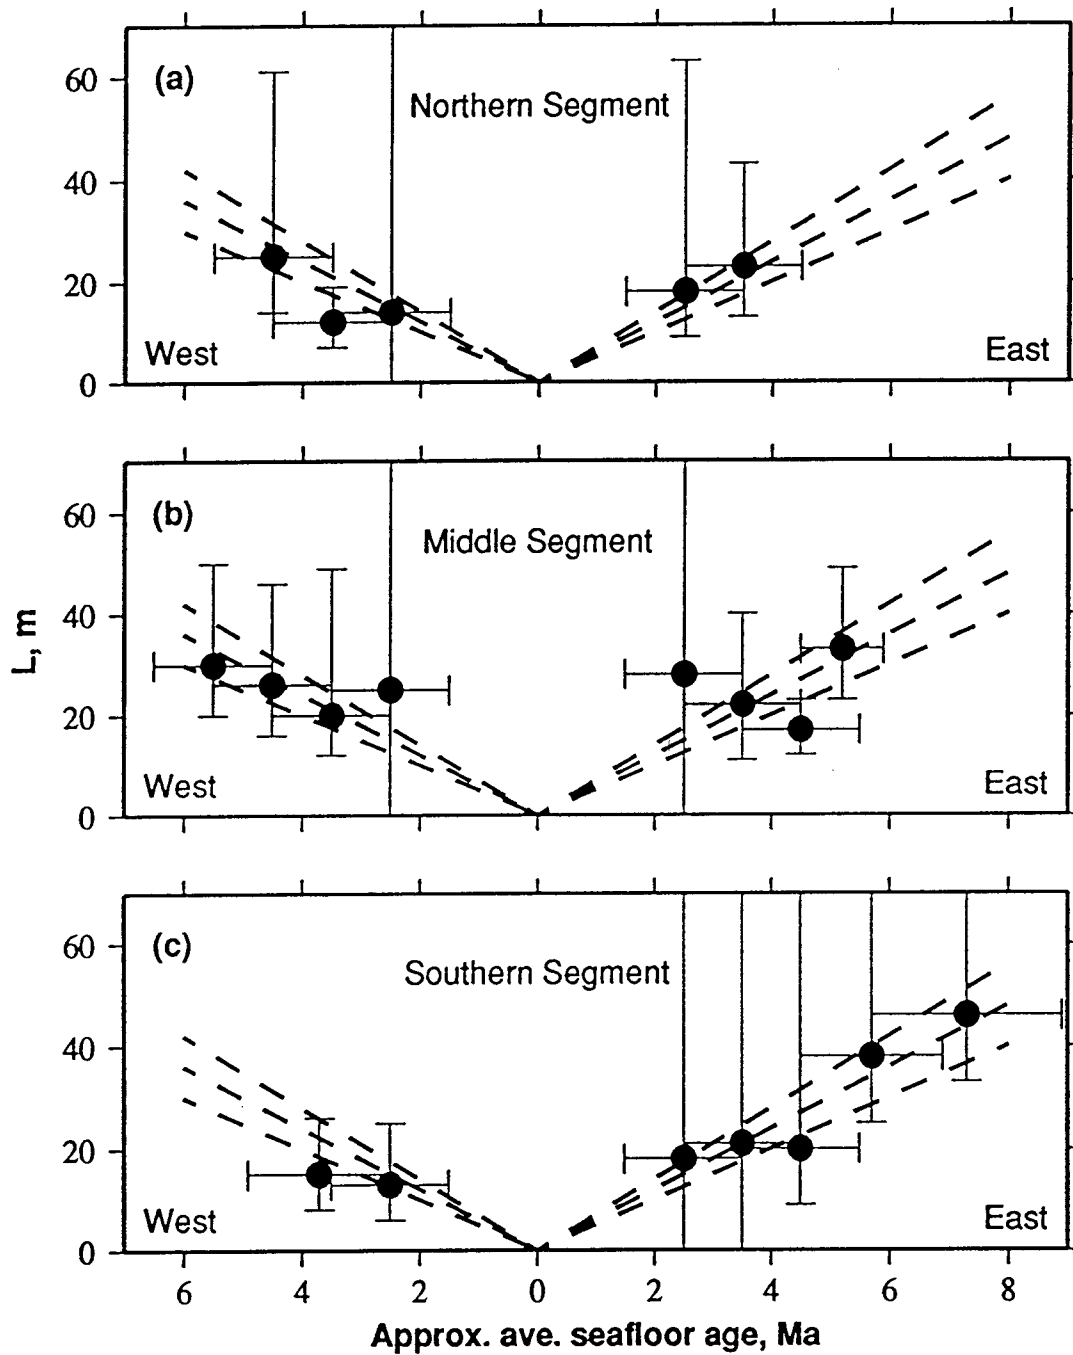 (a)
Northern Segment
60
40
20
0
West
East
(b)
Middle Segment
60
40
20
0
West
East
L, m
(c)
Southern Segment
60
40
20
0
West
East
6 4 2 0 2 4 6 8
Approx. ave. seafloor age, Ma